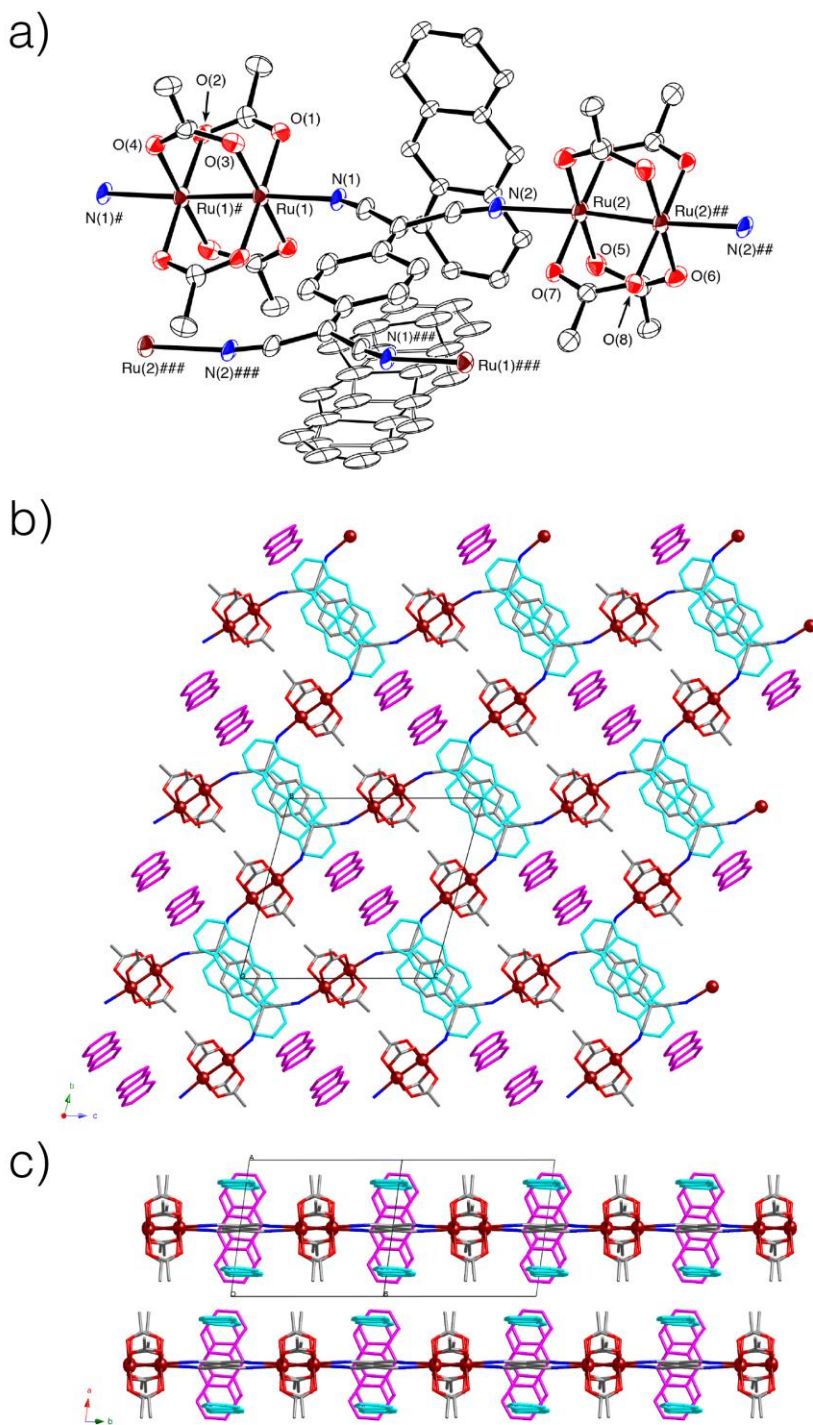 a)
O(2)
O(1)
O(4)
O(3)
N(1)
N(2)
Ru(2)
Ru(2)##
N(1)#
Ru(1)#
Ru(1)
N(2)##
O(5)
O(6)
O(7)
O(8)
N(1)###
Ru(2)###
N(2)###
Ru(1)###
b)
b
c
c)
A
O
B
a
b